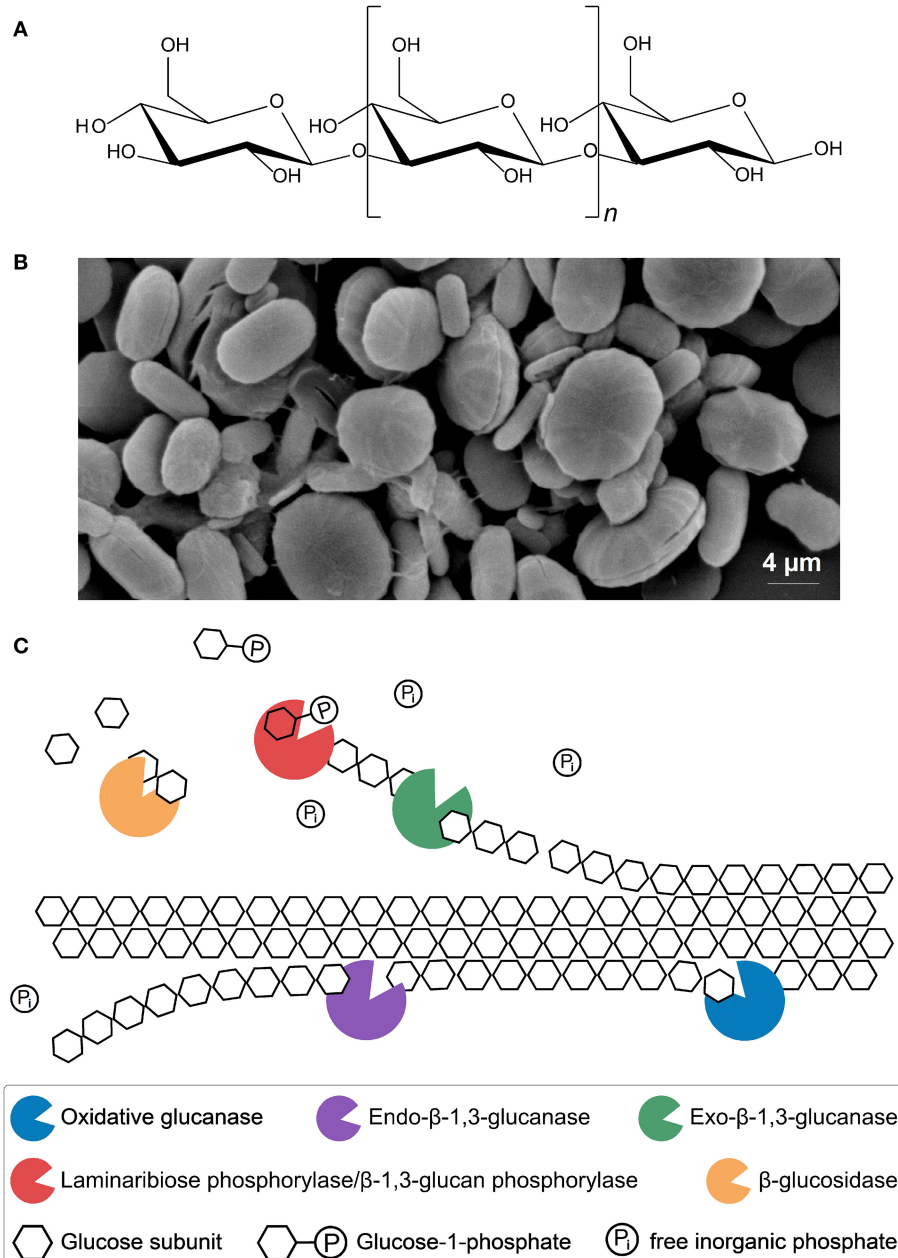 A
OH
OH
OH
O
O
O
HO
HO
HO
HO
O
O
OH
OH
OH
OH
n
B
4 µm
C
P
P
Pi
Pi
Pi
Pi
Oxidative glucanase
Endo-β-1,3-glucanase
Exo-β-1,3-glucanase
Laminaribiose phosphorylase/β-1,3-glucan phosphorylase
β-glucosidase
Glucose subunit
P
Glucose-1-phosphate
Pi
free inorganic phosphate